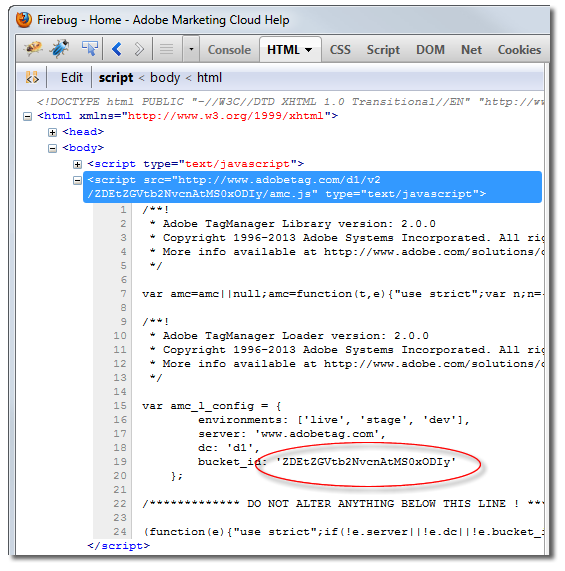 Firebug - Home - Adobe Marketing Cloud Help
Console HTML CSS Script DOM Net Cookies
Edit script < body < html
<!DOCTYPE html PUBLIC "-//W3C//DTD XHTML 1.0 Transitional//EN" "http://ww
<html xmlns="http://www.w3.org/1999/xhtml">
<head>
<body>
<script type="text/javascript">
<script src="http://www.adobetag.com/d1/v2
/ZDEtZGVtb2NvcnAtMS0xODIy/amc.js" type="text/javascript">
1 /**!
2 * Adobe TagManager Library version: 2.0.0
3 * Copyright 1996-2013 Adobe Systems Incorporated. All rig
4 * More info available at http://www.adobe.com/solutions/d
5 */
6
7 var amc=amc||null;amc=function(t,e){"use strict";var n;n=-
8
9 /**!
10 * Adobe TagManager Loader version: 2.0.0
11 * Copyright 1996-2013 Adobe Systems Incorporated. All rig
12 * More info available at http://www.adobe.com/solutions/d
13 */
14
15 var amc_l_config = {
16 environments: ['live', 'stage', 'dev'],
17 server: 'www.adobetag.com',
18 dc: 'd1',
19 bucket_id: 'ZDEtZGVtb2NvcnAtMS0xODIy'
20 };
21
22 /************* DO NOT ALTER ANYTHING BELOW THIS LINE ! **
23
24 (function(e){"use strict";if(!e.server||!e.dc||!e.bucket_i
</script>